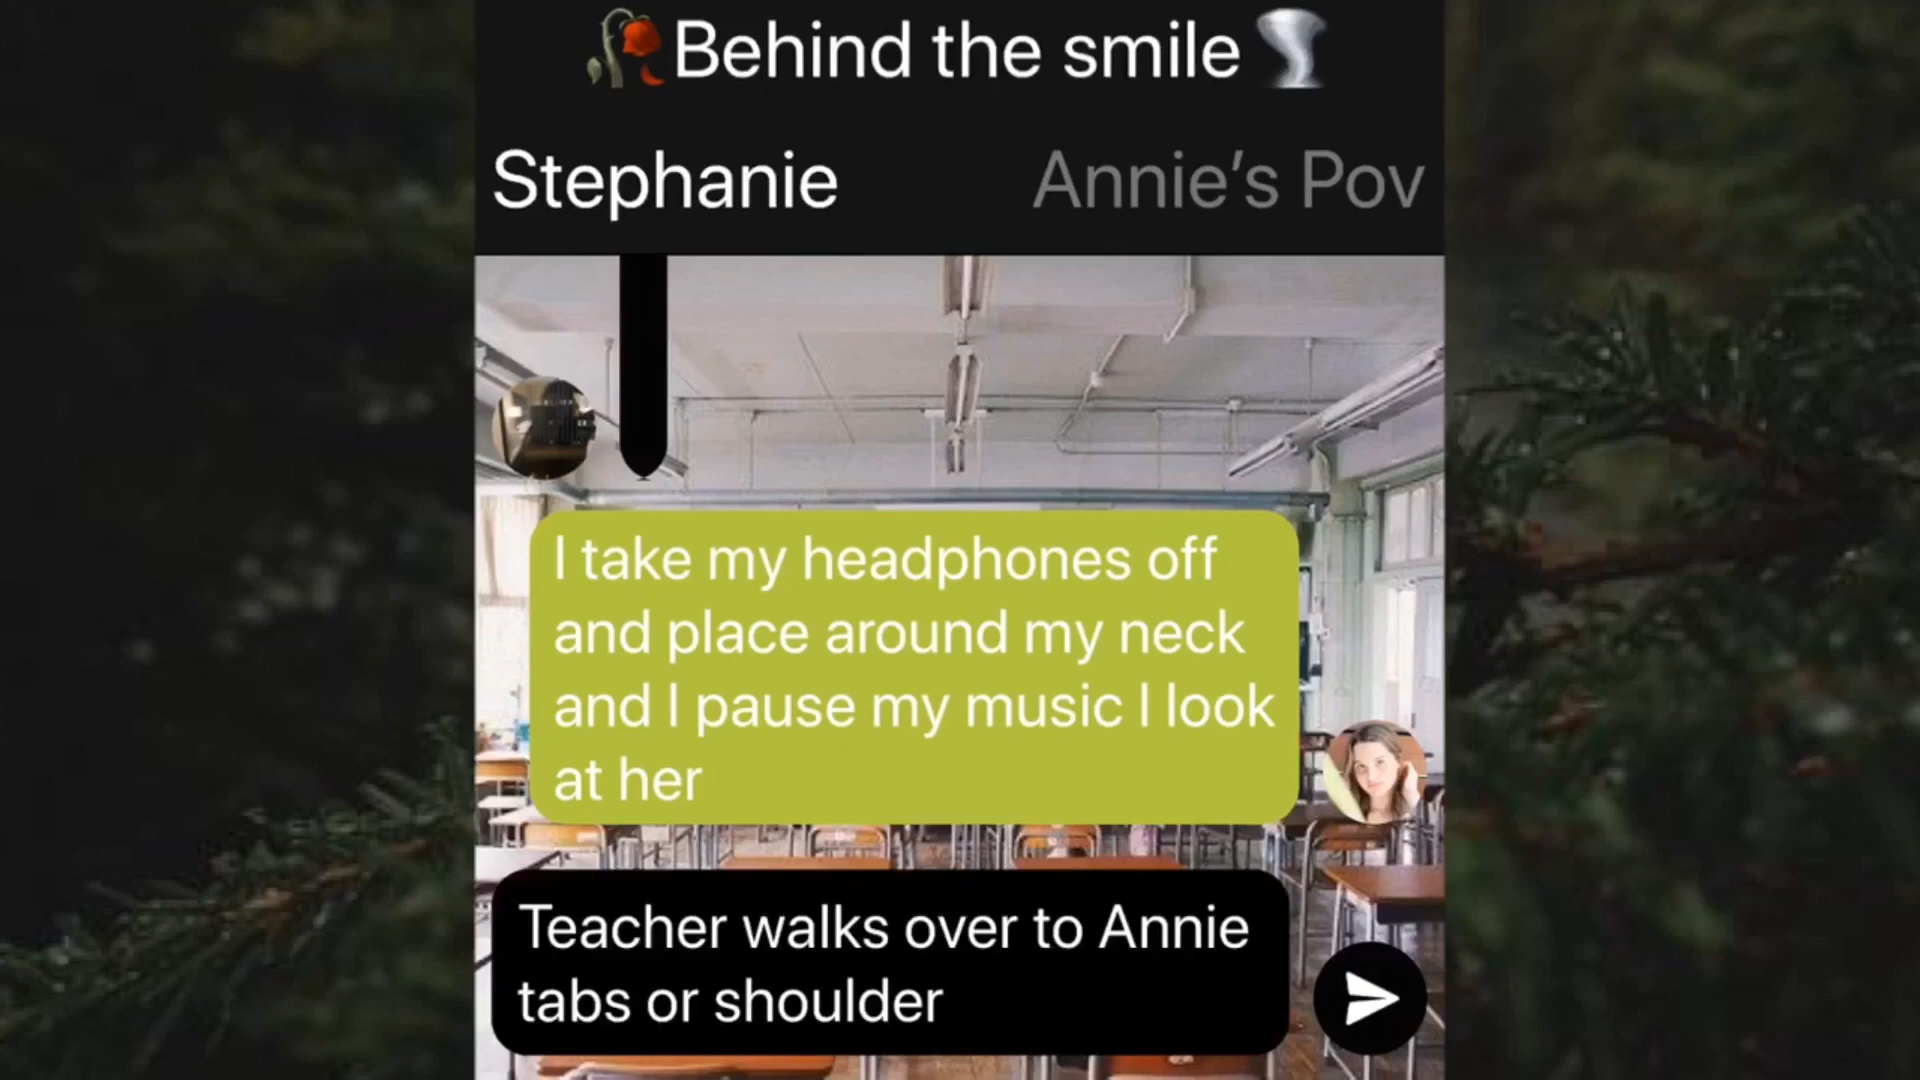 🥀Behind the smile🌪
Stephanie
Annie’s Pov
I take my headphones off
and place around my neck
and I pause my music I look
at her
Teacher walks over to Annie
tabs or shoulder